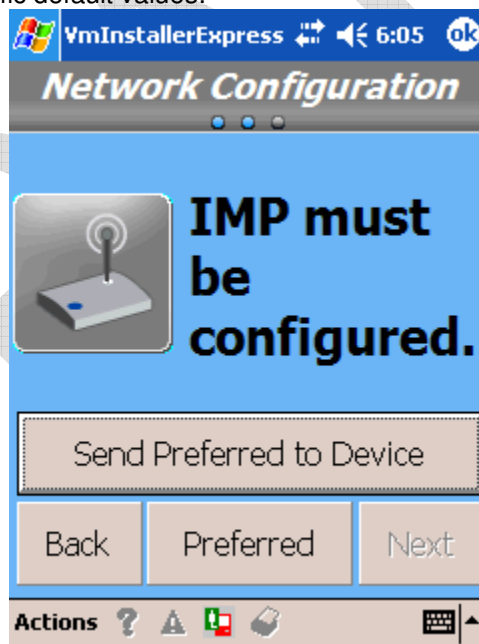 VmInstallerExpress 6:05 ok
Network Configuration
IMP must
be
configured.
Send Preferred to Device
Back Preferred Next
Actions